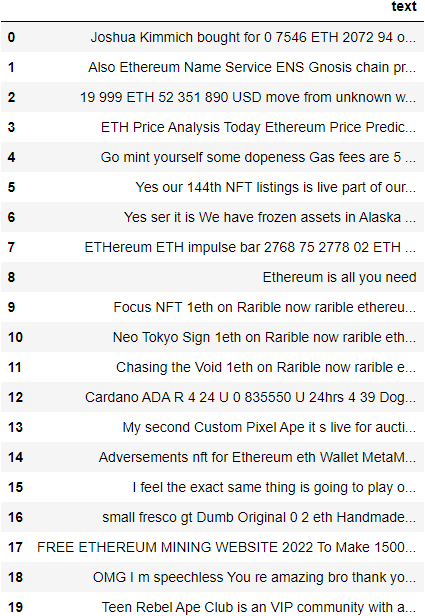 text
0 Joshua Kimmich bought for 0 7546 ETH 2072 94 o...
1 Also Ethereum Name Service ENS Gnosis chain pr...
2 19 999 ETH 52 351 890 USD move from unknown w...
3 ETH Price Analysis Today Ethereum Price Predic...
4 Go mint yourself some dopeness Gas fees are 5 ...
5 Yes our 144th NFT listings is live part of our...
6 Yes ser it is We have frozen assets in Alaska ...
7 ETHereum ETH impulse bar 2768 75 2778 02 ETH ...
8 Ethereum is all you need
9 Focus NFT 1eth on Rarible now rarible ethereu...
10 Neo Tokyo Sign 1eth on Rarible now rarible eth...
11 Chasing the Void 1eth on Rarible now rarible e...
12 Cardano ADA R 4 24 U 0 835550 U 24hrs 4 39 Dog...
13 My second Custom Pixel Ape it s live for aucti...
14 Adversements nft for Ethereum eth Wallet MetaM...
15 I feel the exact same thing is going to play o...
16 small fresco gt Dumb Original 0 2 eth Handmade...
17 FREE ETHEREUM MINING WEBSITE 2022 To Make 1500...
18 OMG I m speechless You re amazing bro thank yo...
19 Teen Rebel Ape Club is an VIP community with a...